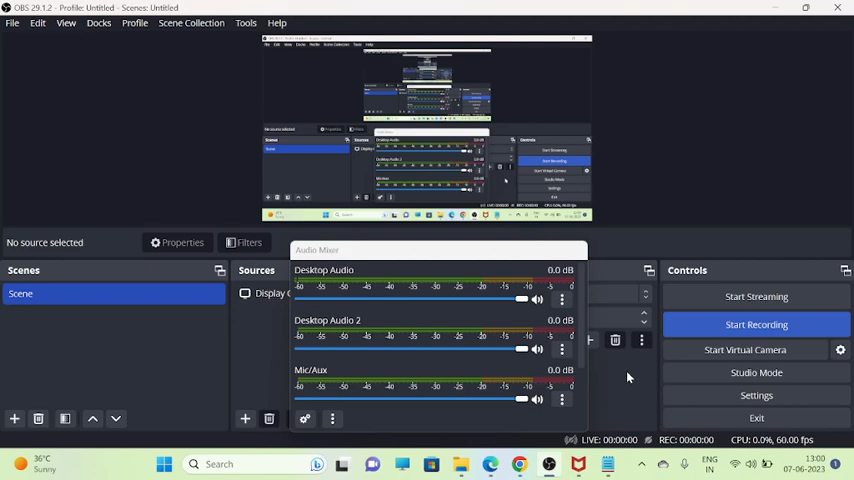 OBS 29.1.2 - Profile: Untitled - Scenes: Untitled
File Edit View Docks Profile Scene Collection Tools Help
No source selected Properties Filters
Scenes Sources Controls
Scene
Display
Audio Mixer
Desktop Audio 0.0 dB
-60 -55 -50 -45 -40 -35 -30 -25 -20 -15 -10 -5 0
Desktop Audio 2 0.0 dB
-60 -55 -50 -45 -40 -35 -30 -25 -20 -15 -10 -5 0
Mic/Aux 0.0 dB
-60 -55 -50 -45 -40 -35 -30 -25 -20 -15 -10 -5 0
Start Streaming
Start Recording
Start Virtual Camera
Studio Mode
Settings
Exit
LIVE: 00:00:00 REC: 00:00:00 CPU: 0.0%, 60.00 fps
36°C
Sunny
Search
ENG
IN
13:00
07-06-2023
1